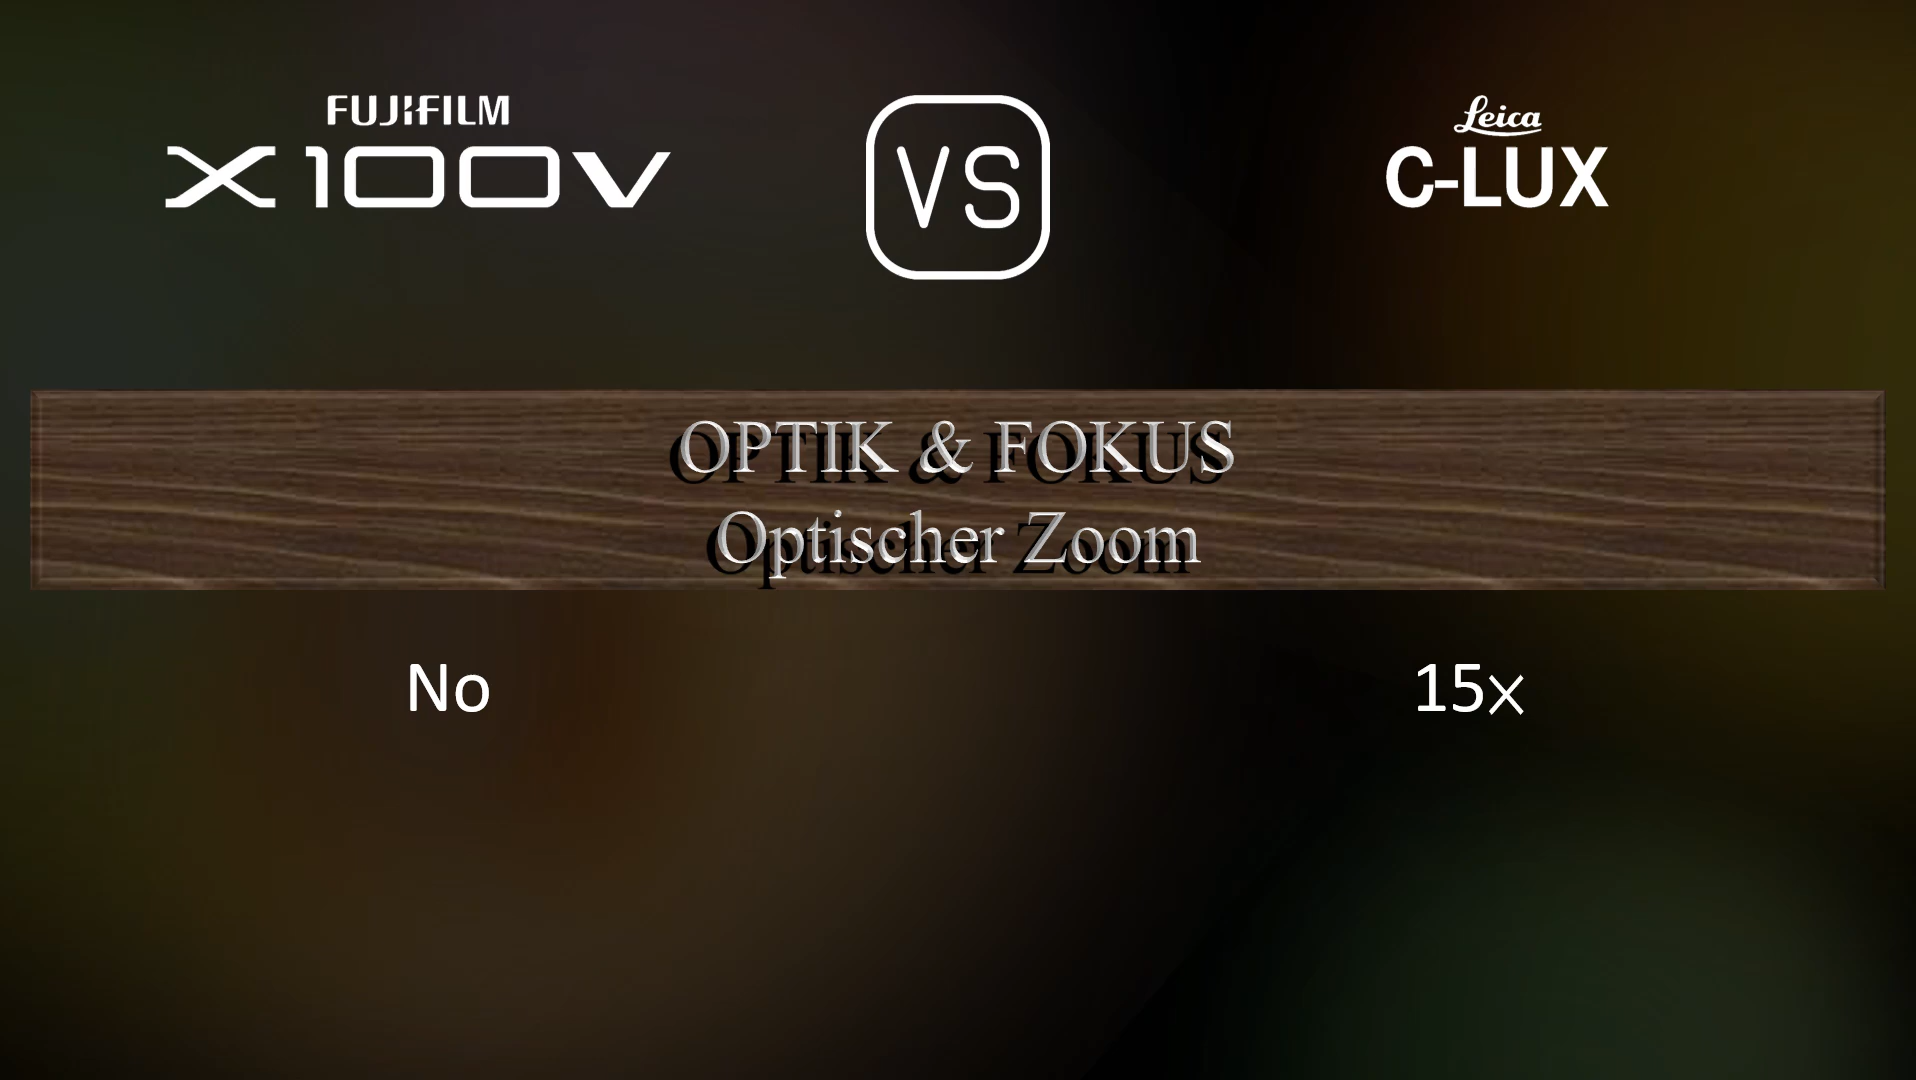 FUJIFILM
X100V
VS
Leica
C-LUX
OPTIK & FOKUS
Optischer Zoom
No
15x